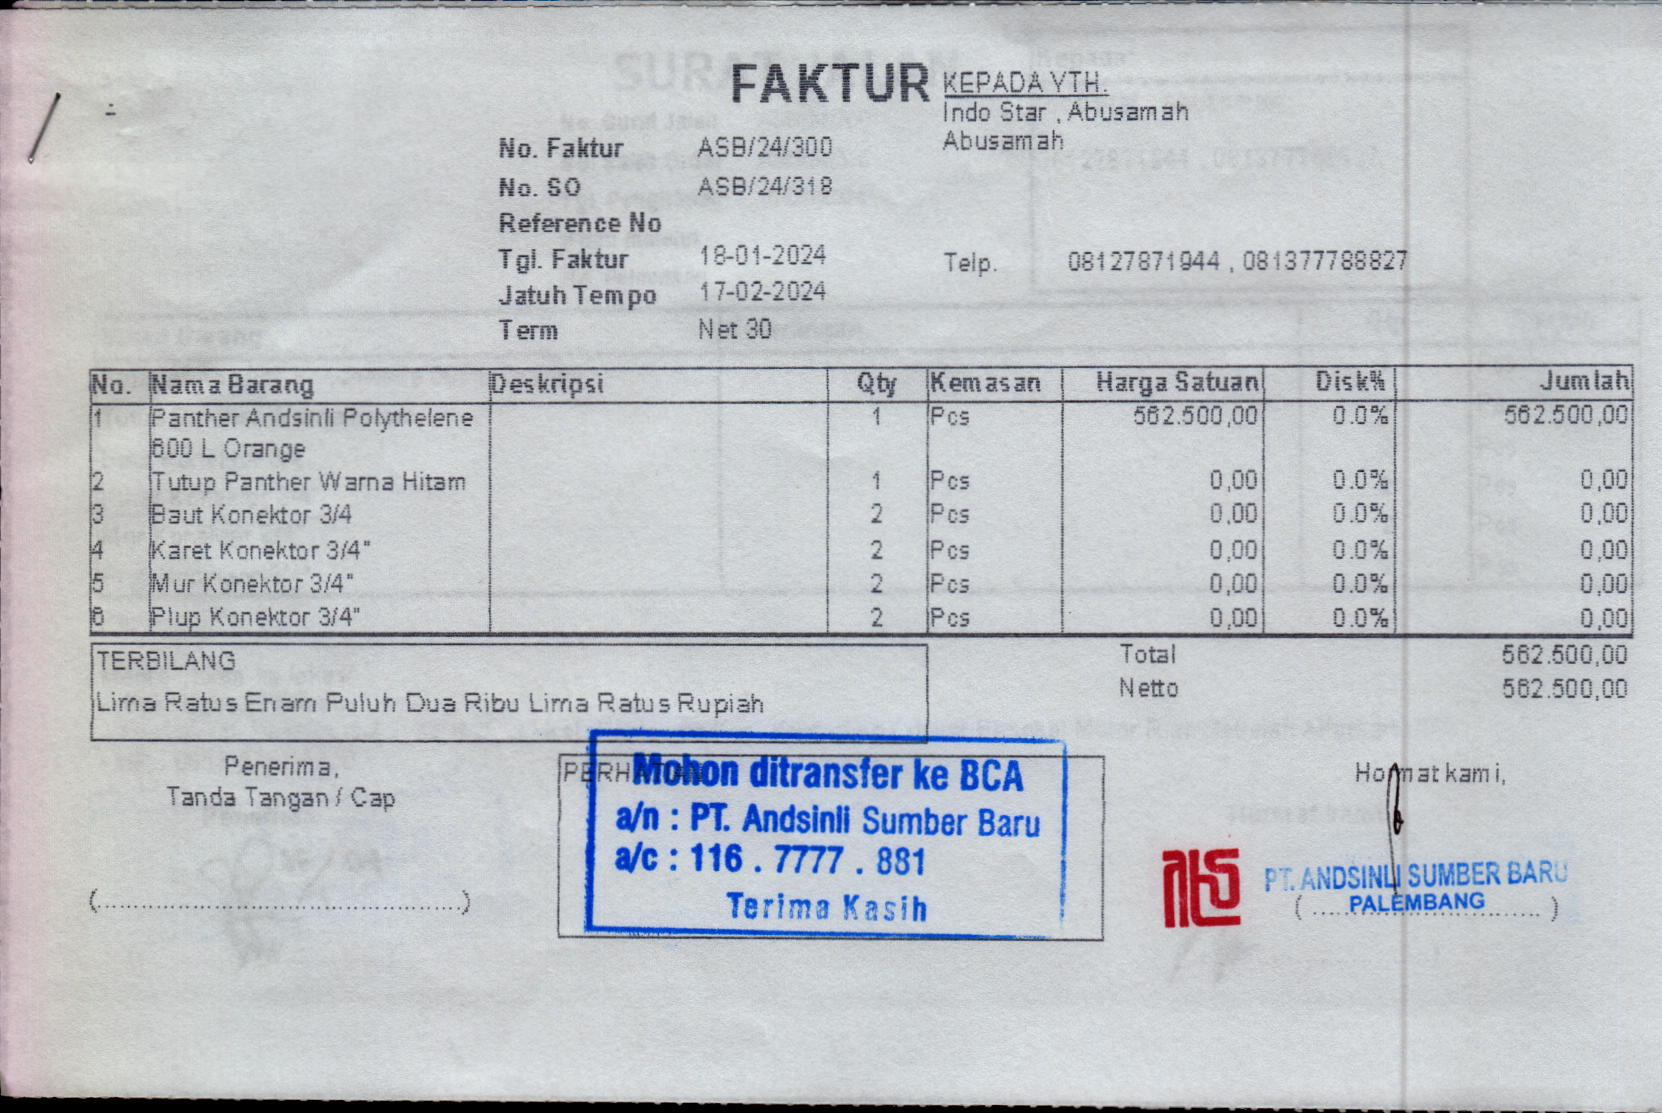 FAKTUR
KEPADA YTH.
Indo Star , Abusamah
Abusamah
No. Faktur ASB/24/300
No. SO ASB/24/318
Reference No
Tgl. Faktur 18-01-2024
Telp. 08127871944 , 081377788827
Jatuh Tempo 17-02-2024
Term Net 30
No. Nama Barang Deskripsi Qty Kemasan Harga Satuan Disk% Jumlah
1 Panther Andsinli Polythelene 1 Pcs 562.500,00 0.0% 562.500,00
600 L Orange
2 Tutup Panther Warna Hitam 1 Pcs 0,00 0.0% 0,00
3 Baut Konektor 3/4 2 Pcs 0,00 0.0% 0,00
4 Karet Konektor 3/4" 2 Pcs 0,00 0.0% 0,00
5 Mur Konektor 3/4" 2 Pcs 0,00 0.0% 0,00
6 Plup Konektor 3/4" 2 Pcs 0,00 0.0% 0,00
TERBILANG
Lima Ratus Enam Puluh Dua Ribu Lima Ratus Rupiah
Total 562.500,00
Netto 562.500,00
Penerima,
Tanda Tangan / Cap
(..........................................)
PERHATIAN
Mohon ditransfer ke BCA
a/n : PT. Andsinli Sumber Baru
a/c : 116 . 7777 . 881
Terima Kasih
Hormat kami,
PT. ANDSINLI SUMBER BARU
PALEMBANG